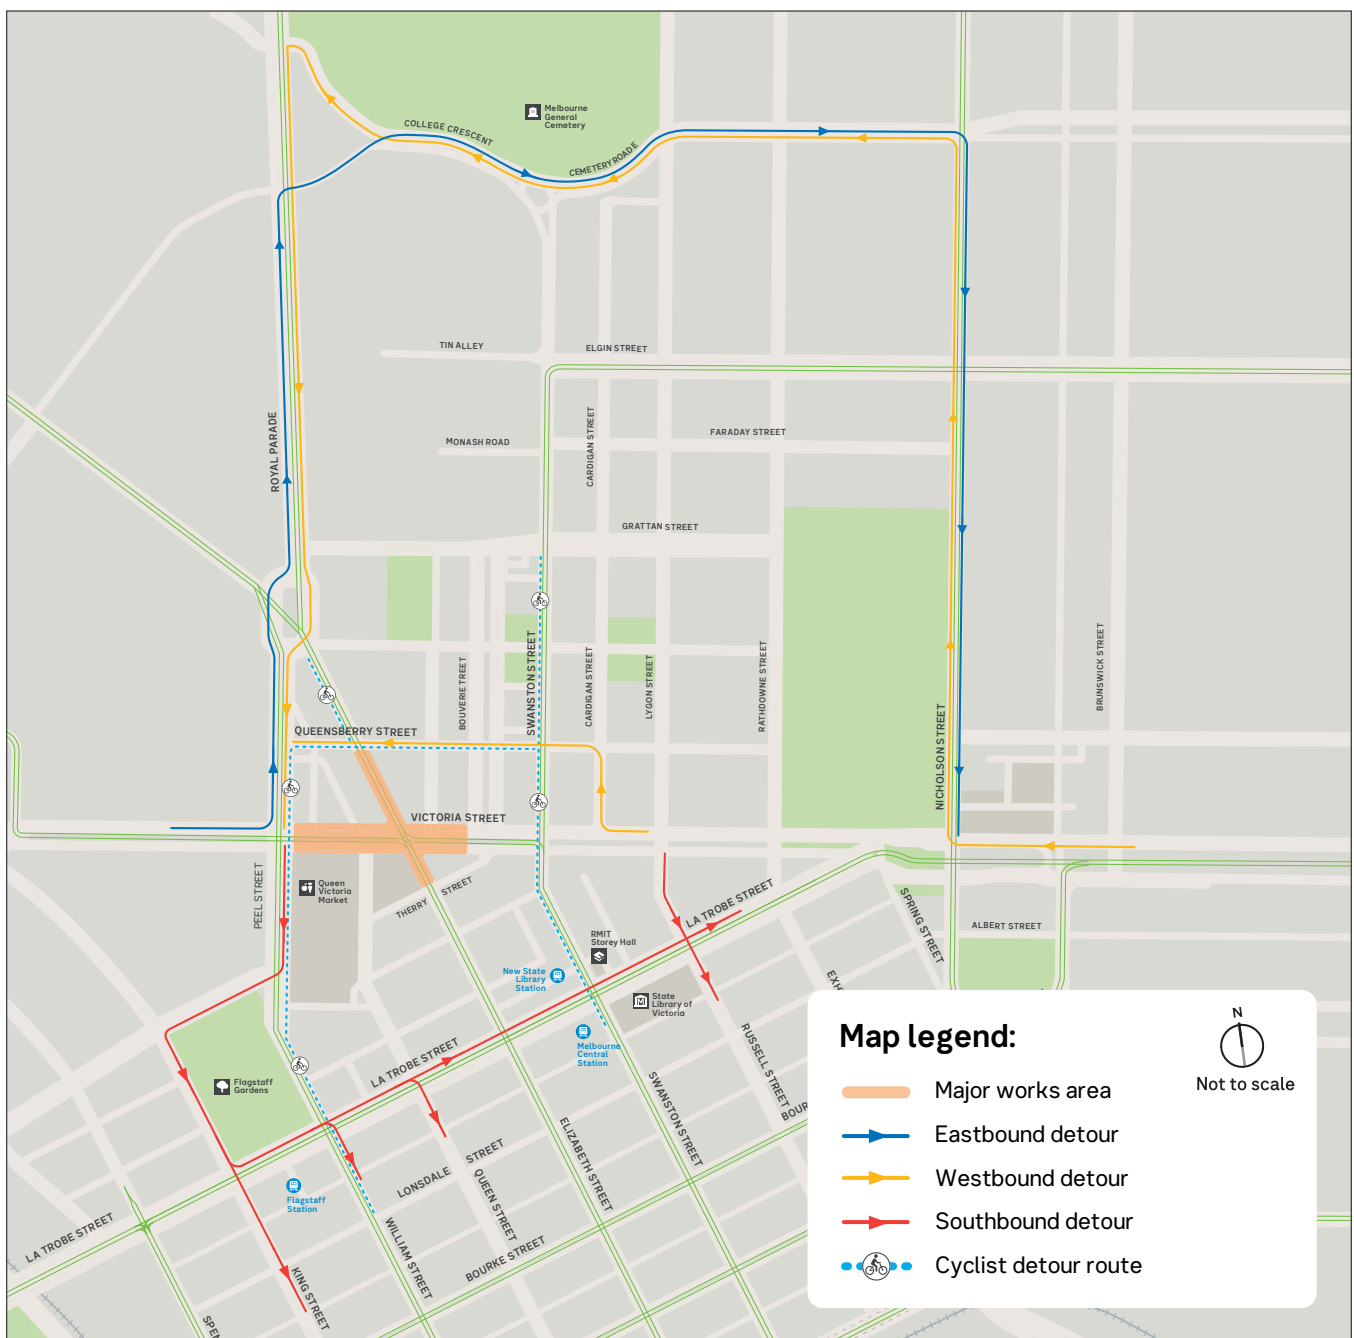 Melbourne
General
Cemetery
COLLEGE CRESCENT
CEMETERY ROADE
TIN ALLEY
ELGIN STREET
ROYAL PARADE
CARDIGAN STREET
MONASH ROAD
FARADAY STREET
GRATTAN STREET
SWANSTON STREET
BOUVERIE TREET
CARDIGAN STREET
LYGON STREET
RATHDOWNE STREET
BRUNSWICK STREET
NICHOLSON STREET
QUEENSBERRY STREET
VICTORIA STREET
PEEL STREET
Queen
Victoria
Market
THERRY STREET
LA TROBE STREET
SPRING STREET
ALBERT STREET
RMIT
Storey Hall
New State
Library
Station
State
Library of
Victoria
EXH
Melbourne
Central
Station
RUSSELL STREET
LA TROBE STREET
Flagstaff
Gardens
SWANSTON STREET
BOUR
ELIZABETH STREET
LONSDALE STREET
QUEEN STREET
Flagstaff
Station
LA TROBE STREET
WILLIAM STREET
BOURKE STREET
KING STREET
SPEN
Map legend:
N
Not to scale
Major works area
Eastbound detour
Westbound detour
Southbound detour
Cyclist detour route